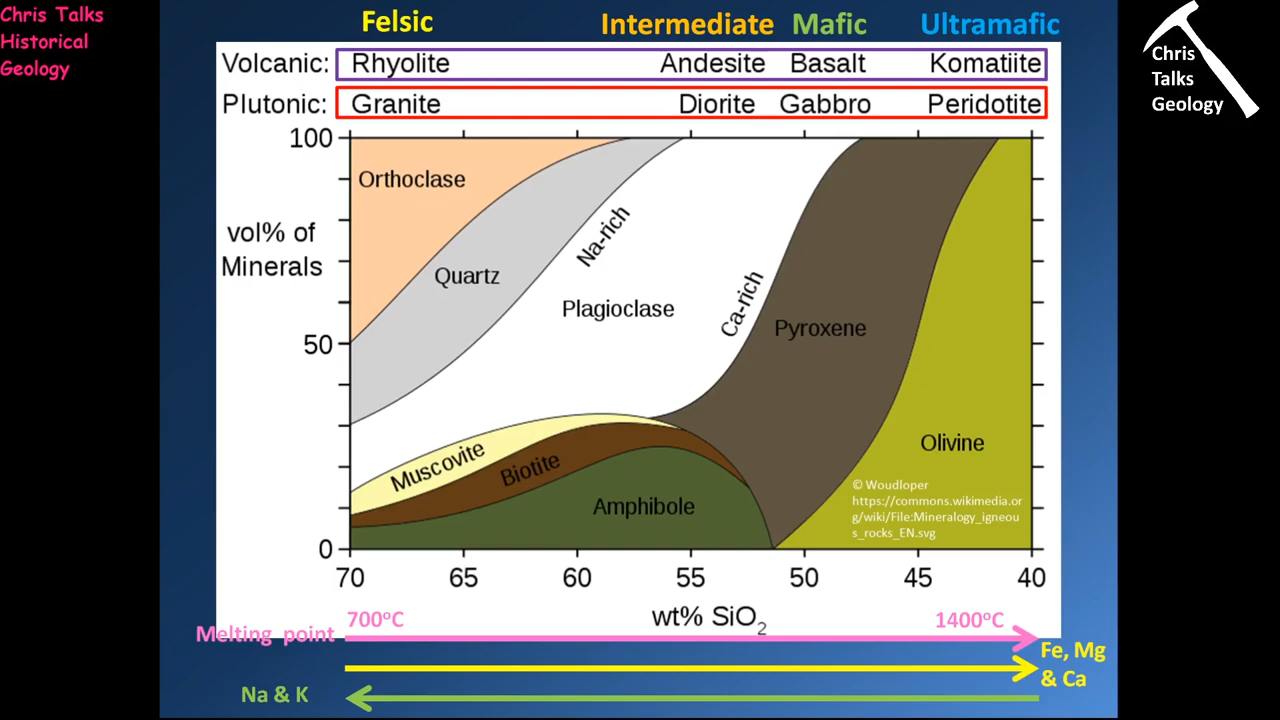 Chris Talks
Historical
Geology
Felsic Intermediate Mafic Ultramafic
Chris
Talks
Geology
Volcanic: Rhyolite Andesite Basalt Komatiite
Plutonic: Granite Diorite Gabbro Peridotite
100
vol% of
Minerals
50
0
Orthoclase
Quartz
Na-rich
Plagioclase
Ca-rich
Pyroxene
Muscovite
Biotite
Amphibole
Olivine
© Woudloper
https://commons.wikimedia.or
g/wiki/File:Mineralogy_igneou
s_rocks_EN.svg
70 65 60 55 50 45 40
700°C wt% SiO₂ 1400°C
Melting point
Fe, Mg
& Ca
Na & K